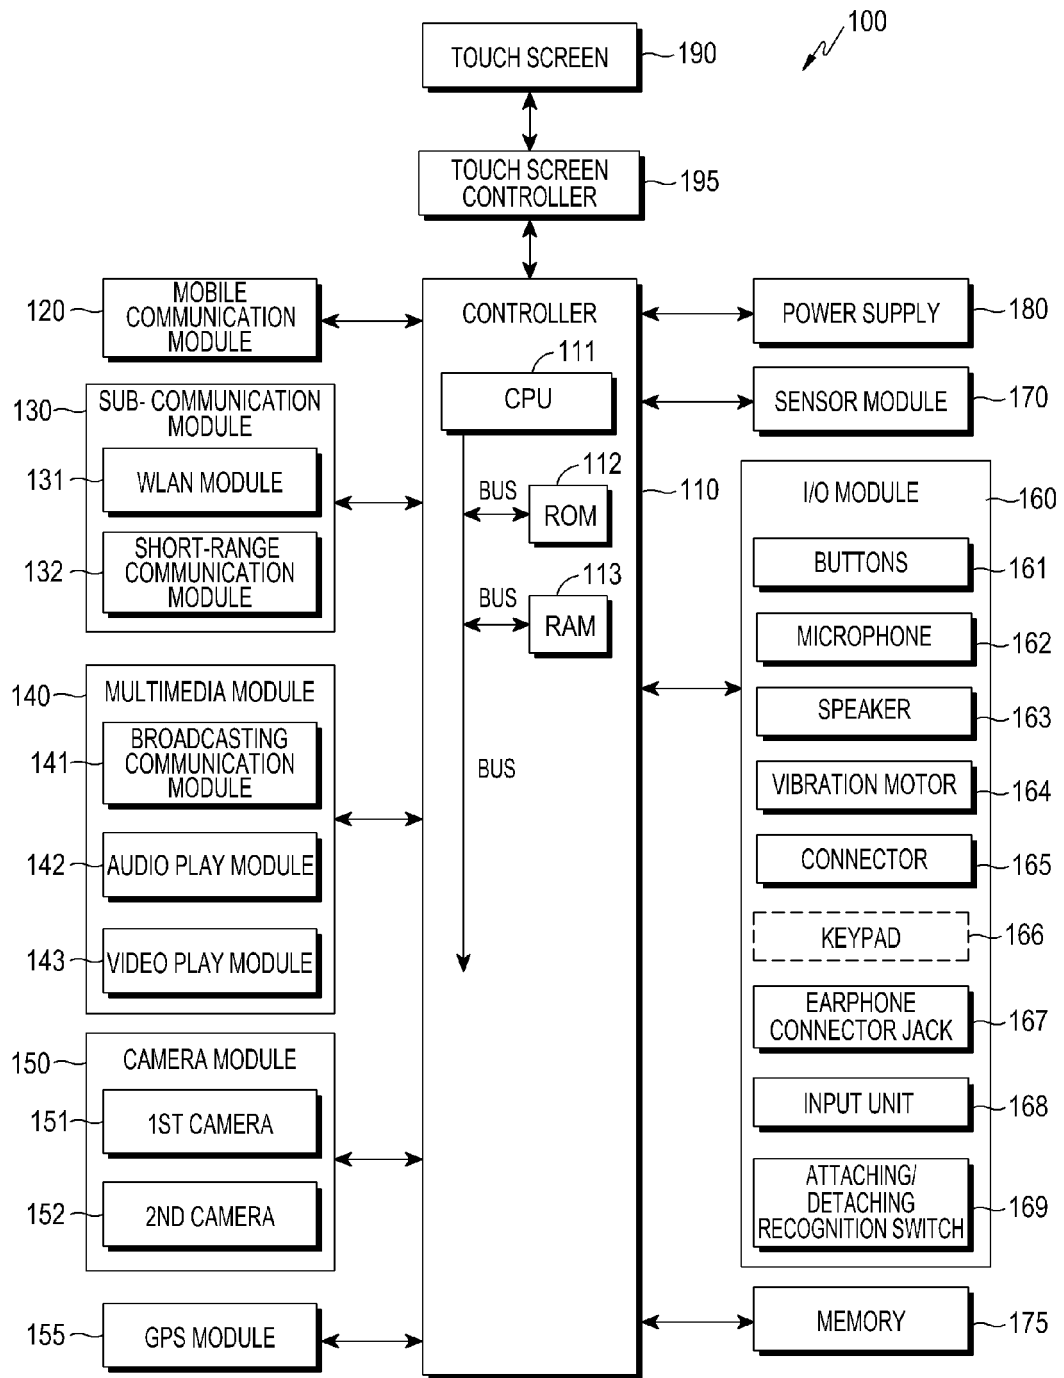 100
TOUCH SCREEN
190
TOUCH SCREEN
CONTROLLER
195
120
MOBILE
COMMUNICATION
MODULE
130
SUB- COMMUNICATION
MODULE
131
WLAN MODULE
132
SHORT-RANGE
COMMUNICATION
MODULE
140
MULTIMEDIA MODULE
141
BROADCASTING
COMMUNICATION
MODULE
142
AUDIO PLAY MODULE
143
VIDEO PLAY MODULE
150
CAMERA MODULE
151
1ST CAMERA
152
2ND CAMERA
155
GPS MODULE
CONTROLLER
111
CPU
112
BUS
ROM
113
BUS
RAM
BUS
110
POWER SUPPLY
180
SENSOR MODULE
170
I/O MODULE
160
BUTTONS
161
MICROPHONE
162
SPEAKER
163
VIBRATION MOTOR
164
CONNECTOR
165
KEYPAD
166
EARPHONE
CONNECTOR JACK
167
INPUT UNIT
168
ATTACHING/
DETACHING
RECOGNITION SWITCH
169
MEMORY
175